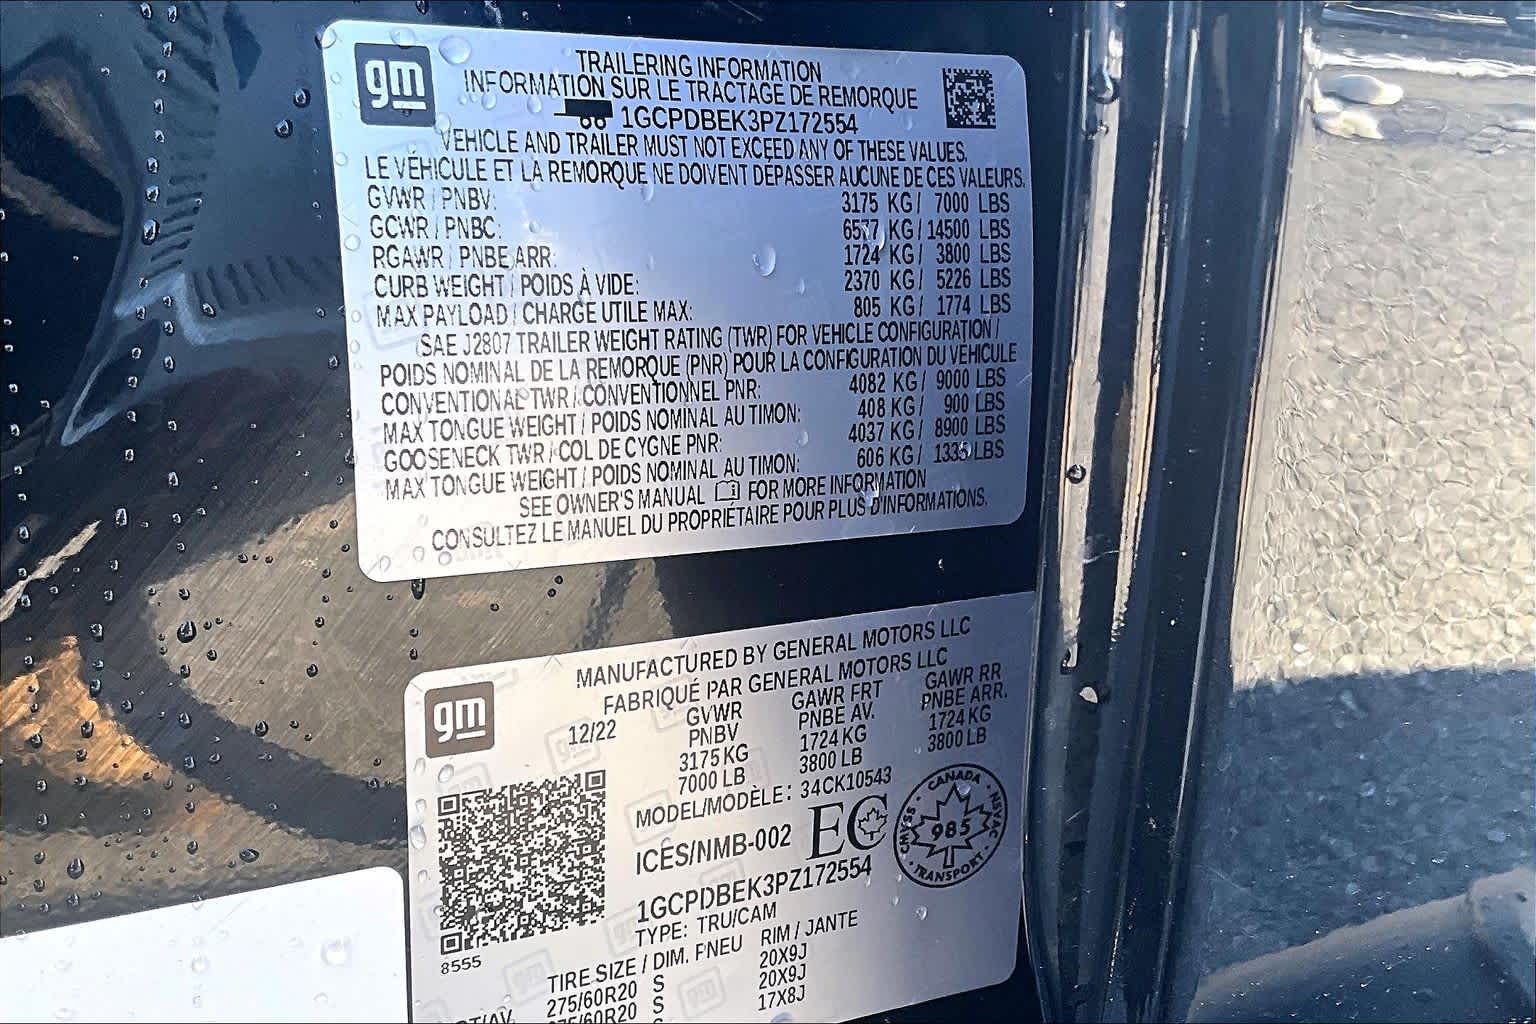 gm
TRAILERING INFORMATION
INFORMATION SUR LE TRACTAGE DE REMORQUE
1GCPDBEK3PZ172554
VEHICLE AND TRAILER MUST NOT EXCEED ANY OF THESE VALUES.
LE VÉHICULE ET LA REMORQUE NE DOIVENT DÉPASSER AUCUNE DE CES VALEURS.
GVWR / PNBV: 3175 KG / 7000 LBS
GCWR / PNBC: 6577 KG / 14500 LBS
RGAWR / PNBE ARR: 1724 KG / 3800 LBS
CURB WEIGHT / POIDS À VIDE: 2370 KG / 5226 LBS
MAX PAYLOAD / CHARGE UTILE MAX: 805 KG / 1774 LBS
(SAE J2807 TRAILER WEIGHT RATING (TWR) FOR VEHICLE CONFIGURATION /
POIDS NOMINAL DE LA REMORQUE (PNR) POUR LA CONFIGURATION DU VÉHICULE
CONVENTIONAL TWR / CONVENTIONNEL PNR: 4082 KG / 9000 LBS
MAX TONGUE WEIGHT / POIDS NOMINAL AU TIMON: 408 KG / 900 LBS
GOOSENECK TWR / COL DE CYGNE PNR: 4037 KG / 8900 LBS
MAX TONGUE WEIGHT / POIDS NOMINAL AU TIMON: 606 KG / 1335 LBS
SEE OWNER'S MANUAL FOR MORE INFORMATION
CONSULTEZ LE MANUEL DU PROPRIÉTAIRE POUR PLUS D'INFORMATIONS.
gm
MANUFACTURED BY GENERAL MOTORS LLC
FABRIQUÉ PAR GENERAL MOTORS LLC
12/22 GVWR GAWR FRT GAWR RR
PNBV PNBE AV. PNBE ARR.
3175 KG 1724 KG 1724 KG
7000 LB 3800 LB 3800 LB
MODEL/MODÈLE: 34CK10543
ICES/NMB-002 EC
CANADA NSVAC TRANSPORT CMVSS 985
1GCPDBEK3PZ172554
TYPE: TRU/CAM
8555
TIRE SIZE / DIM. PNEU RIM / JANTE
275/60R20 S 20X9J
275/60R20 S 20X9J
17X8J